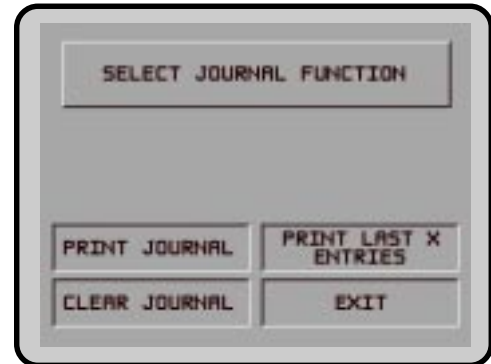 SELECT JOURNAL FUNCTION
PRINT JOURNAL
PRINT LAST X
ENTRIES
CLEAR JOURNAL
EXIT